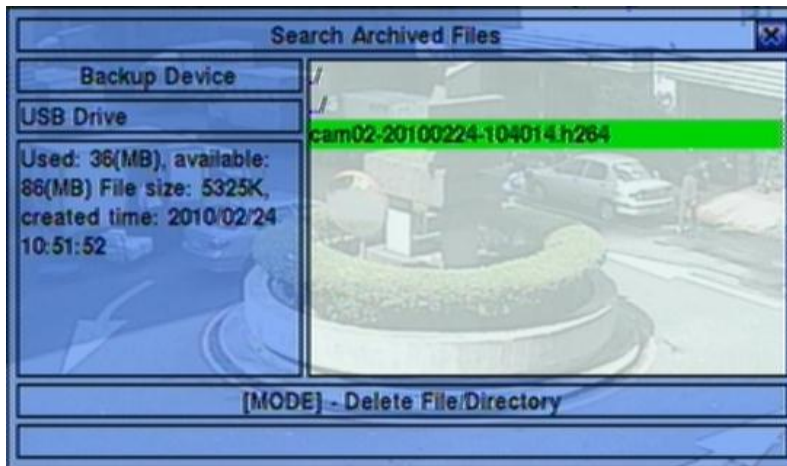 Search Archived Files
Backup Device
USB Drive
Used: 36(MB), available:
86(MB) File size: 5325K,
created time: 2010/02/24
10:51:52
./
../
cam02-20100224-104014.h264
[MODE] - Delete File/Directory